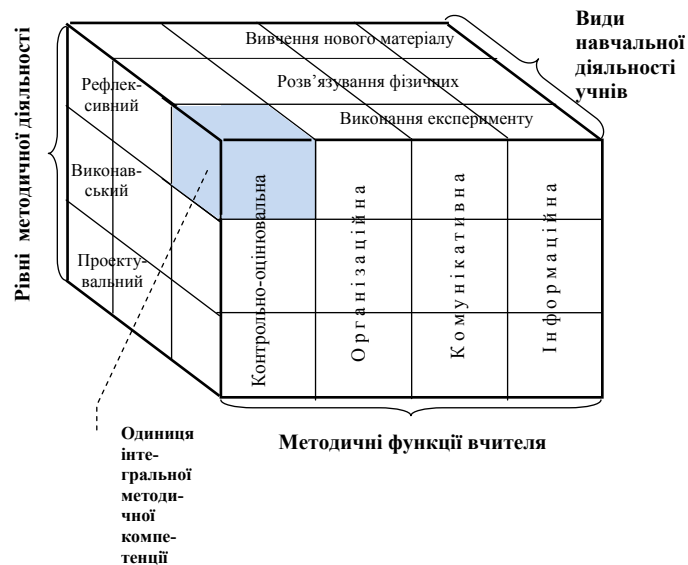 Види
навчальної
діяльності
учнів
Вивчення нового матеріалу
Розв’язування фізичних
Виконання експерименту
Рівні методичної діяльності
Рефлек-
сивний
Виконав-
ський
Проекту-
вальний
Контрольно-оцінювальна
Організаційна
Комунікативна
Інформаційна
Методичні функції вчителя
Одиниця
інте-
гральної
методи-
чної
компе-
тенції